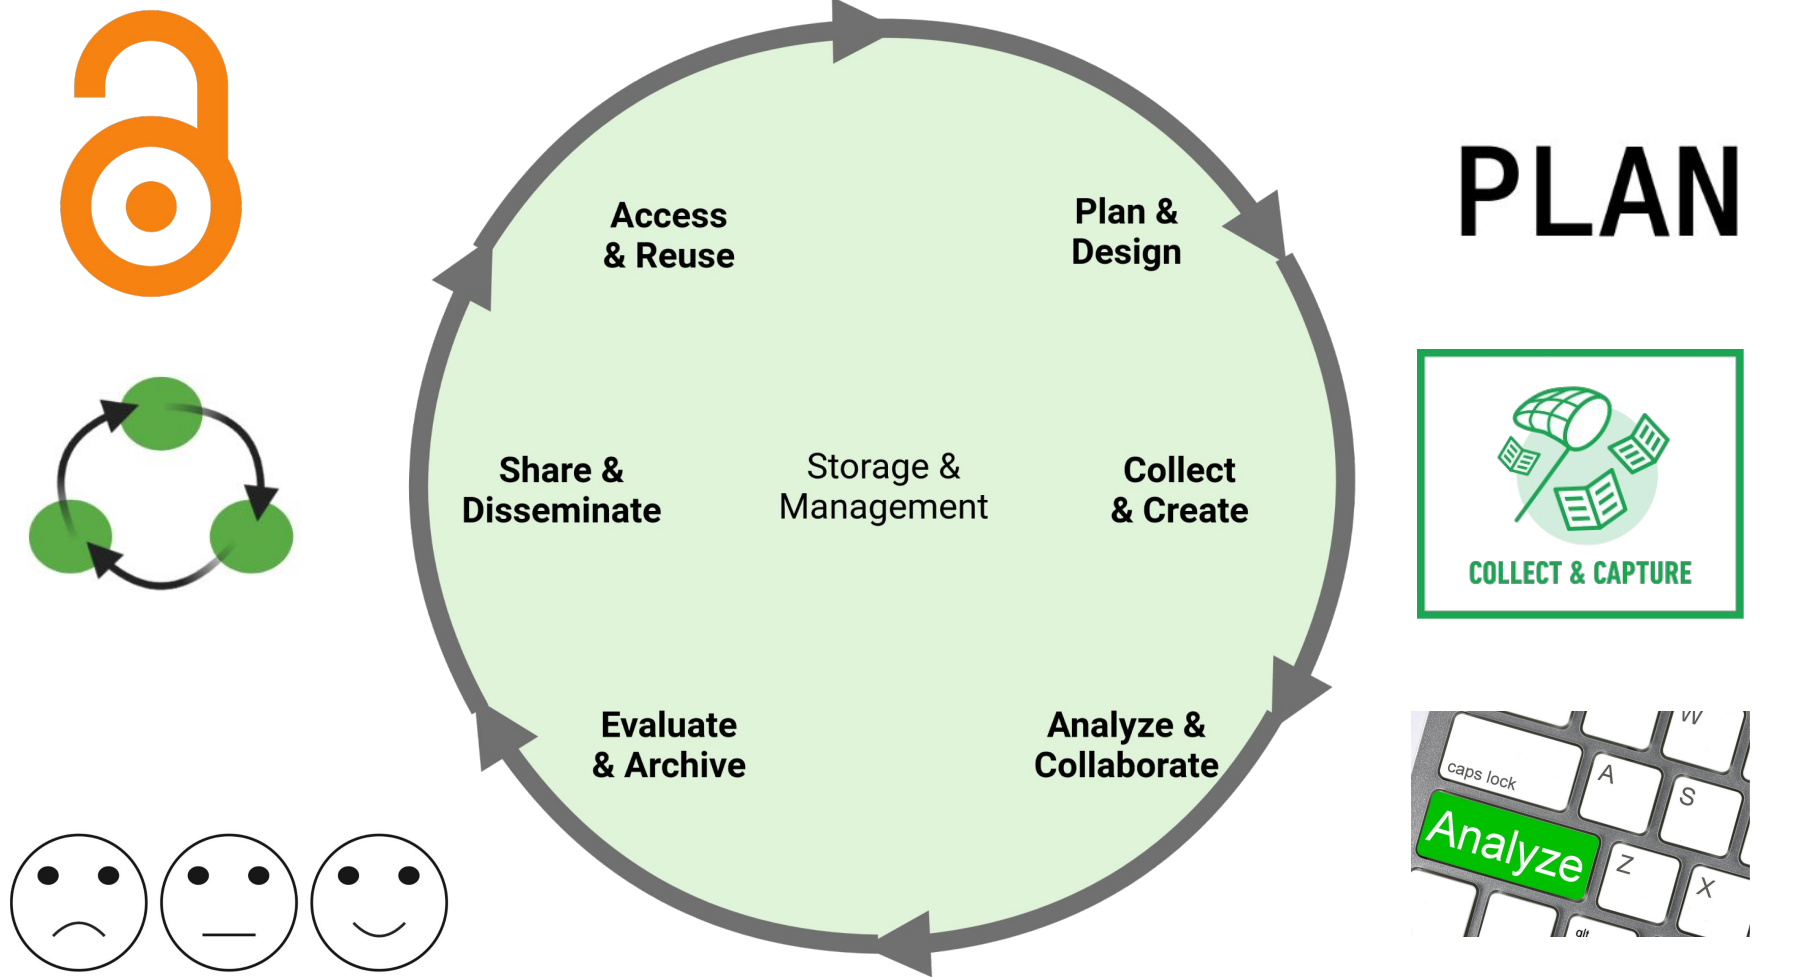 Access
& Reuse
Plan &
Design
PLAN
Share &
Disseminate
Storage &
Management
Collect
& Create
COLLECT & CAPTURE
Evaluate
& Archive
Analyze &
Collaborate
W
caps lock
A
S
Analyze
Z
X
alt